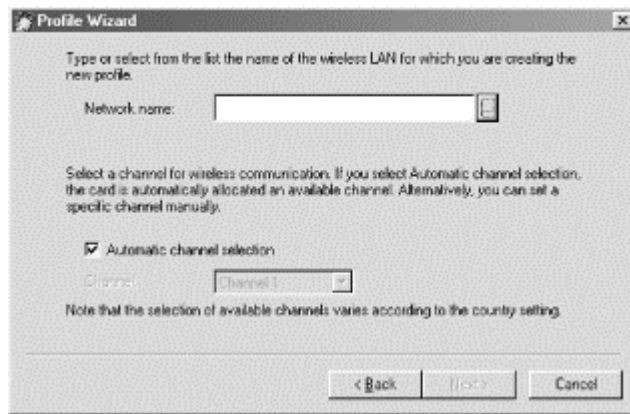 Profile Wizard
Type or select from the list the name of the wireless LAN for which you are creating the
new profile.
Network name:
Select a channel for wireless communication. If you select Automatic channel selection,
the card is automatically allocated an available channel. Alternatively, you can set a
specific channel manually.
Automatic channel selection
Channel:
Channel 1
Note that the selection of available channels varies according to the country setting.
< Back
Next >
Cancel